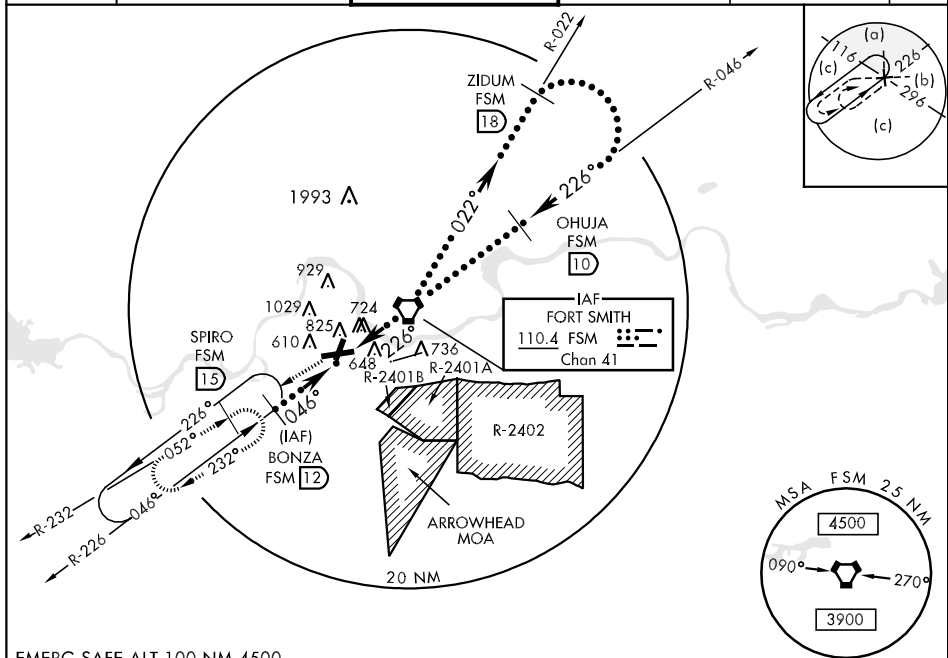 R-022
R-046
ZIDUM
FSM
18
(a)
116
226
(c)
(b)
296
(c)
1993
022°
226°
OHUJA
FSM
10
929
1029
724
825
610
IAF
FORT SMITH
110.4 FSM
Chan 41
SPIRO
FSM
15
226°
648
736
R-2401B
R-2401A
R-2402
226°
052°
046°
(IAF)
BONZA
FSM 12
232°
046°
R-232
R-226
ARROWHEAD
MOA
20 NM
MSA FSM 25 NM
4500
090°
270°
3900
EMERG SAFE ALT 100 NM 4500